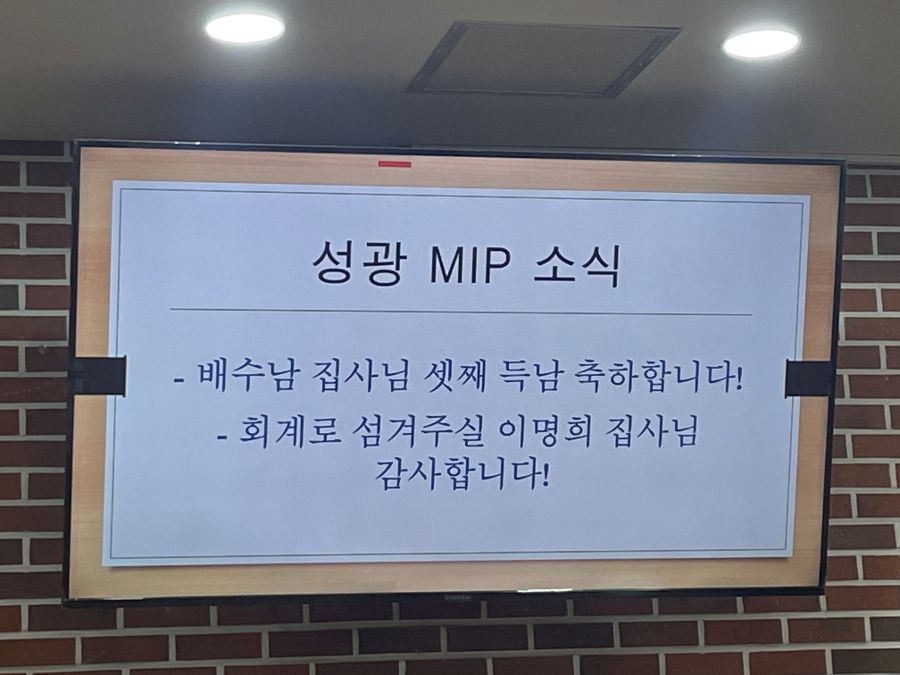 성광 MIP 소식
- 배수남 집사님 셋째 득남 축하합니다!
- 회계로 섬겨주실 이명희 집사님
감사합니다!